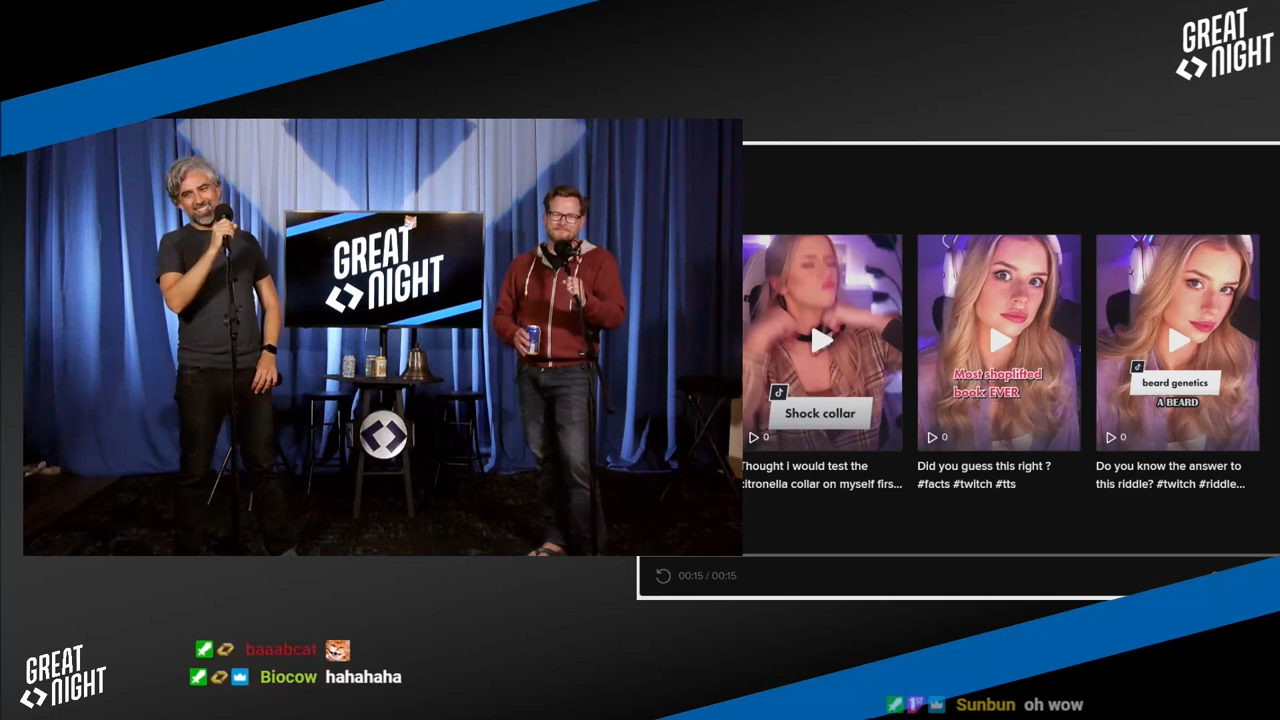 GREAT
NIGHT
GREAT
NIGHT
Shock collar
0
Thought i would test the
citronella collar on myself firs...
Most shoplifted
book EVER
0
Did you guess this right ?
#facts #twitch #tts
beard genetics
A BEARD
0
Do you know the answer to
this riddle? #twitch #riddle...
00:15 / 00:15
GREAT
NIGHT
baaabcat
Biocow hahahaha
Sunbun oh wow